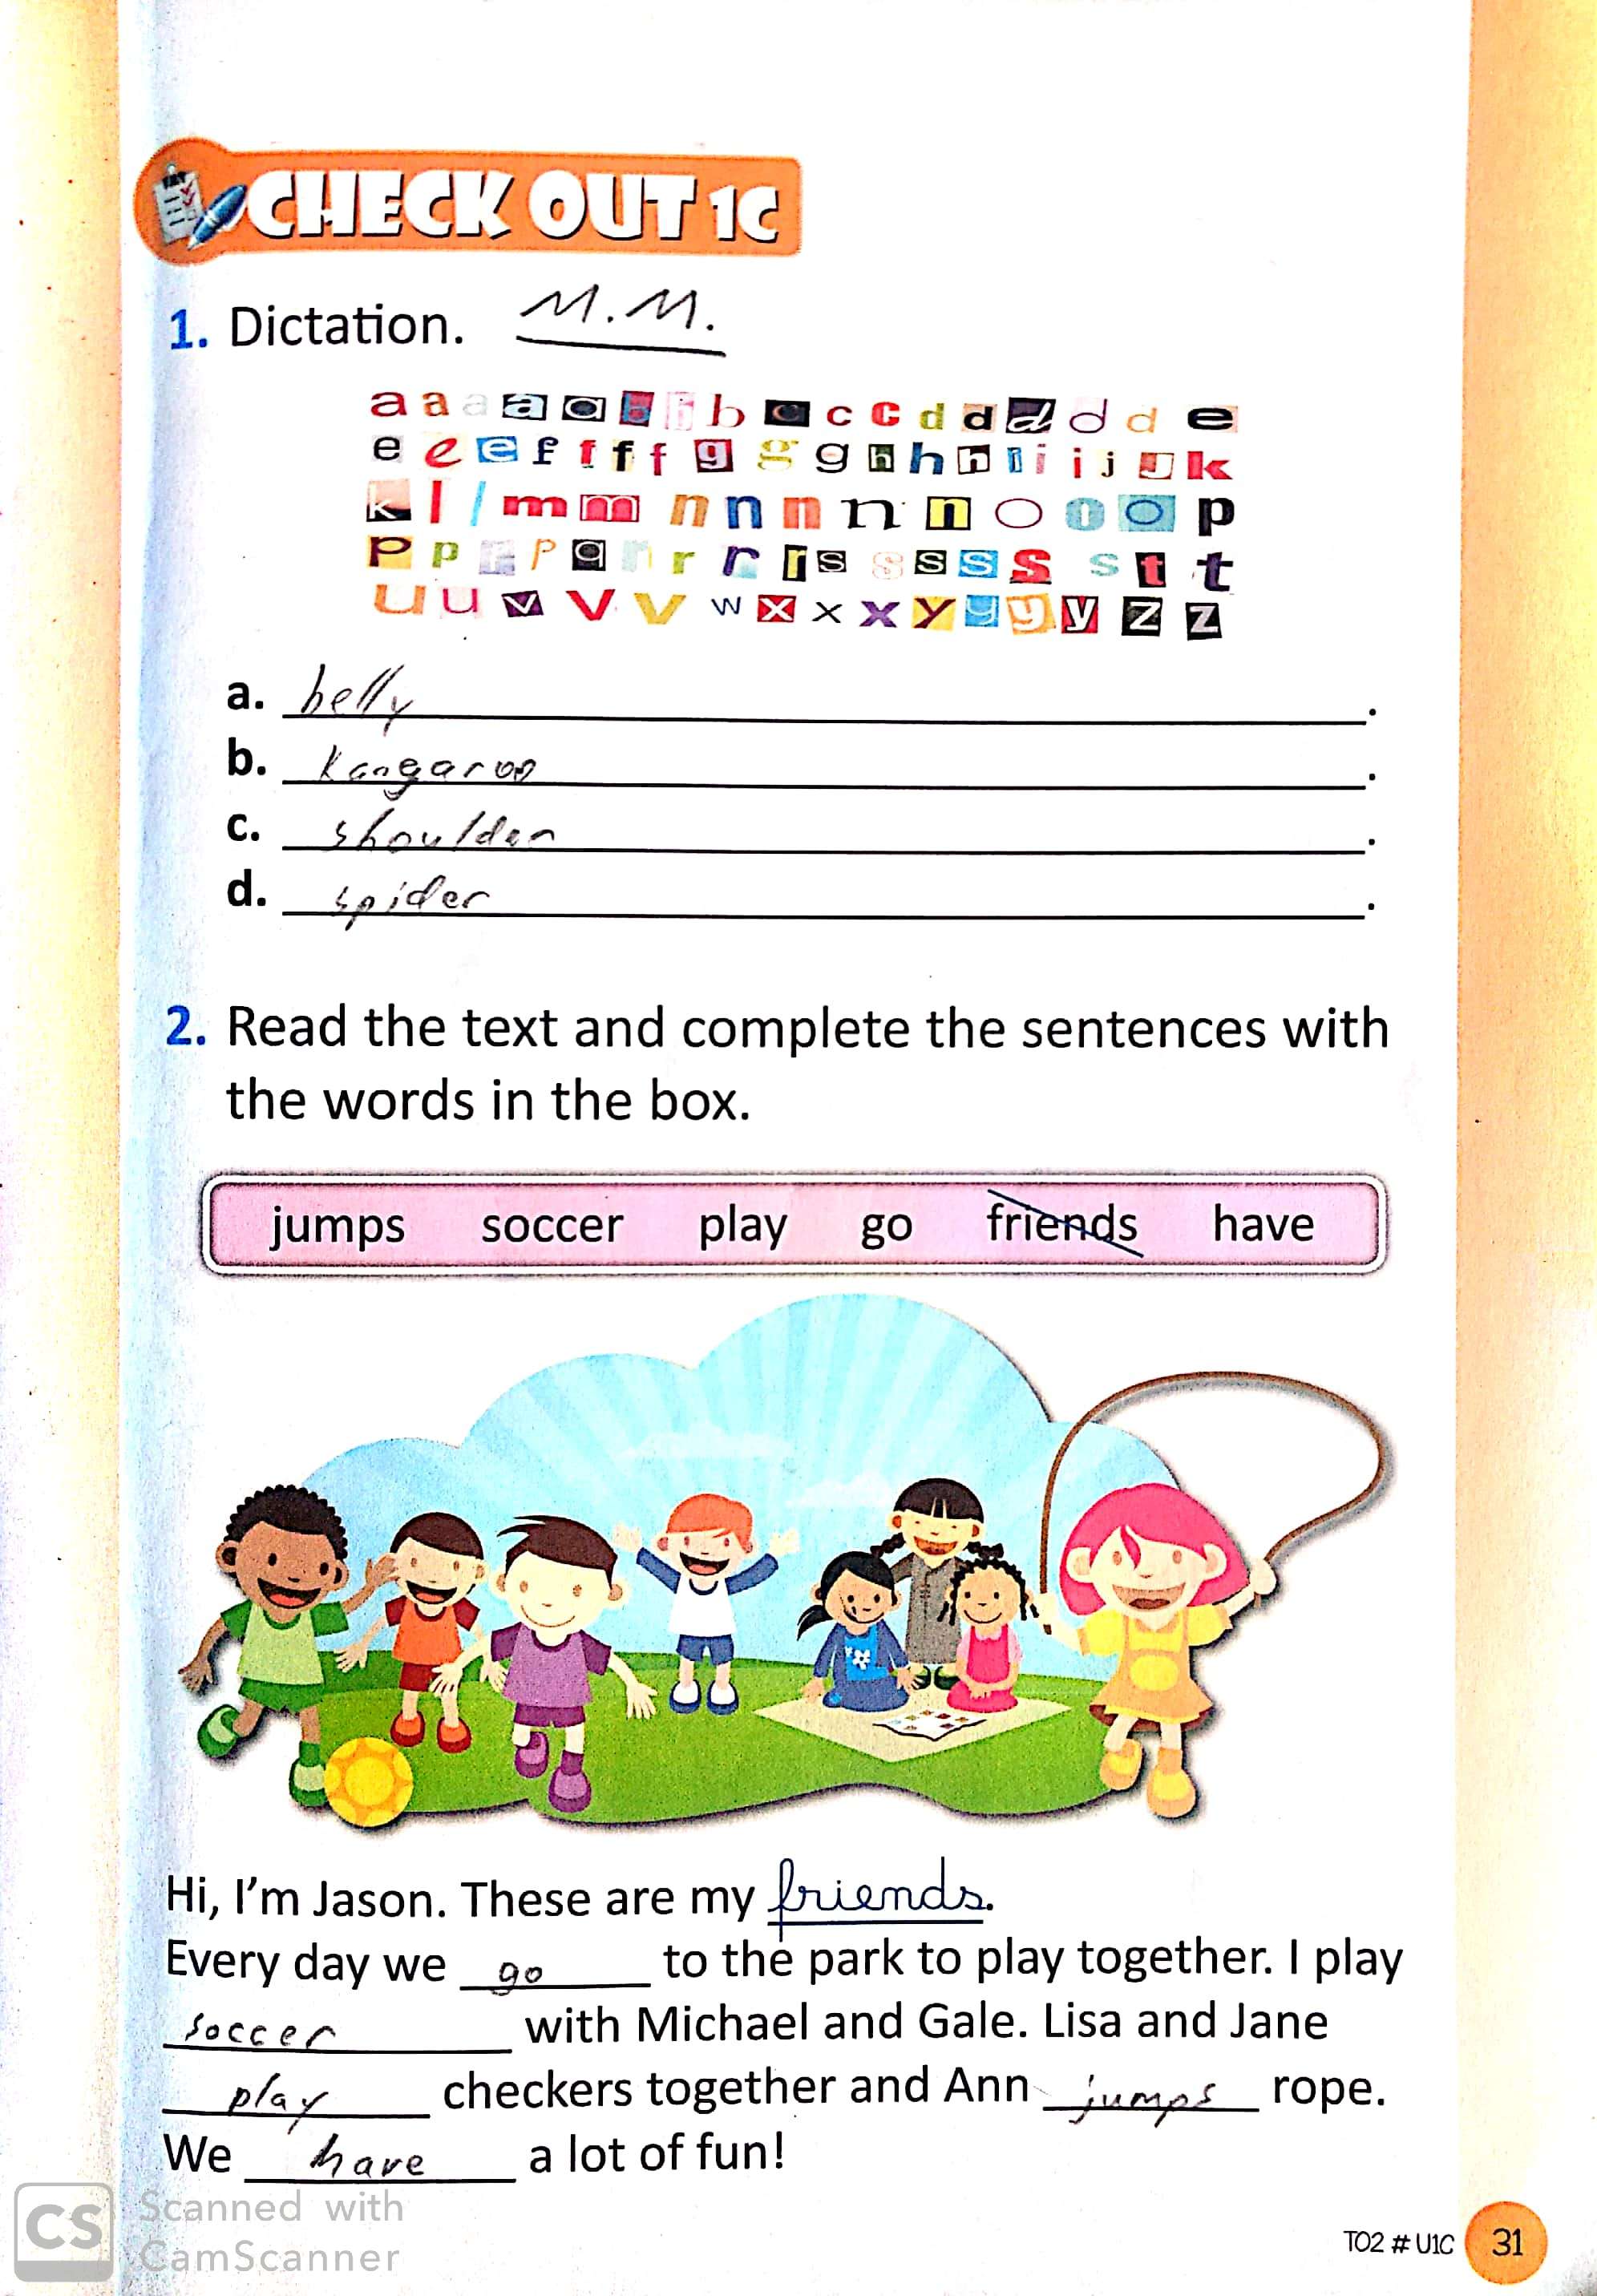 CHECK OUT 1C
1. Dictation. M.M.
a a a a a b b b c c c d d d d d e
e e e f f f f g g g h h h i i i j j k
k l l m m n n n n n o o o p
p p p p q r r r r s s s s s s t t
u u v v v w x x x y y y y z z
a. belly.
b. kangaroo.
c. shoulder.
d. spider.
2. Read the text and complete the sentences with
the words in the box.
jumps soccer play go friends have
Hi, I'm Jason. These are my friends.
Every day we go to the park to play together. I play
soccer with Michael and Gale. Lisa and Jane
play checkers together and Ann jumps rope.
We have a lot of fun!
CS Scanned with
CamScanner
TO2 # U1C 31